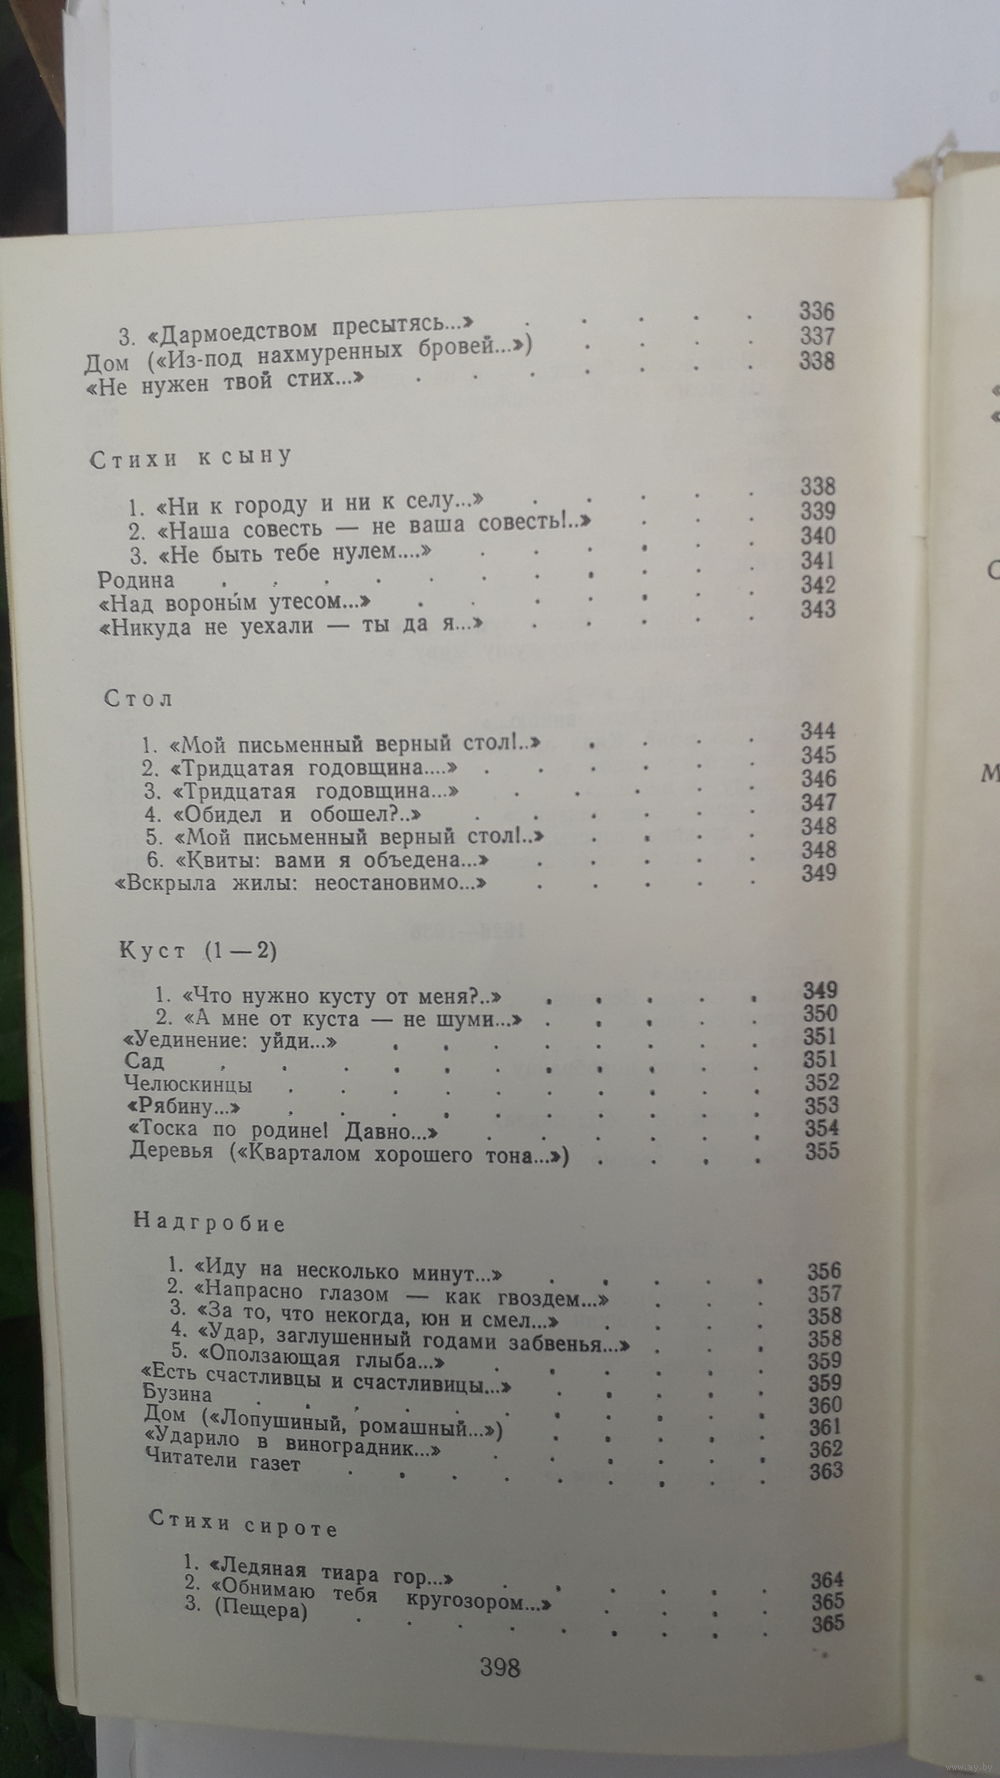 3. «Дармоедством пресытясь...» . . . . . 336
Дом («Из-под нахмуренных бровей...») . . . . 337
«Не нужен твой стих...» . . . . . . . 338
Стихи к сыну
1. «Ни к городу и ни к селу...» . . . . . 338
2. «Наша совесть — не ваша совесть!..» . . . 339
3. «Не быть тебе нулем....» . . . . . . 340
Родина . . . . . . . . . . . 341
«Над воро́ным утесом...» . . . . . . . 342
«Никуда не уехали — ты да я...» . . . . . 343
Стол
1. «Мой письменный верный стол!..» . . . . 344
2. «Тридцатая годовщина....» . . . . . . 345
3. «Тридцатая годовщина...» . . . . . 346
4. «Обидел и обошел?..» . . . . . . 347
5. «Мой письменный верный стол!..» . . . . 348
6. «Квиты: вами я объедена...» . . . . . 348
«Вскрыла жилы: неостановимо...» . . . . . 349
Куст (1 — 2)
1. «Что нужно кусту от меня?..» . . . . . 349
2. «А мне от куста — не шуми...» . . . . . 350
«Уединение: уйди...» . . . . . . . . 351
Сад . . . . . . . . . . . 351
Челюскинцы . . . . . . . . . . 352
«Рябину...» . . . . . . . . . . 353
«Тоска по родине! Давно...» . . . . . . 354
Деревья («Кварталом хорошего тона...») . . . . 355
Надгробие
1. «Иду на несколько минут...» . . . . . 356
2. «Напрасно глазом — как гвоздем...» . . . 357
3. «За то, что некогда, юн и смел...» . . . . 358
4. «Удар, заглушенный годами забвенья...» . . . 358
5. «Оползающая глыба...» . . . . . . 359
«Есть счастливцы и счастливицы...» . . . . . 359
Бузина . . . . . . . . . . 360
Дом («Лопушиный, ромашный...») . . . . . 361
«Ударило в виноградник...» . . . . . . 362
Читатели газет . . . . . . . . . 363
Стихи сироте
1. «Ледяная тиара гор...» . . . . . . 364
2. «Обнимаю тебя кругозором...» . . . . 365
3. (Пещера) . . . . . . . . . 365
398
С
М
www.ay.by